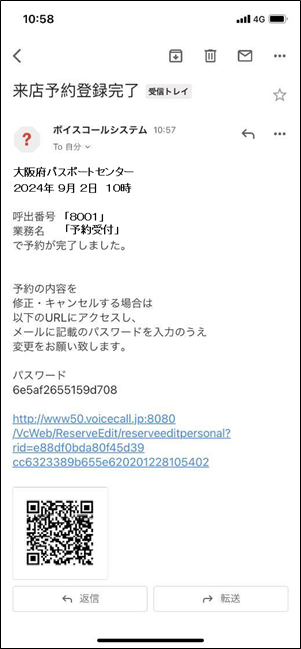 10:58
4G
来店予約登録完了 受信トレイ
?
ボイスコールシステム 10:57
To 自分
大阪府パスポートセンター
2024年 9月 2日 10時
呼出番号 「8001」
業務名 「予約受付」
で予約が完了しました。
予約の内容を
修正・キャンセルする場合は
以下のURLにアクセスし、
メールに記載のパスワードを入力のうえ
変更をお願い致します。
パスワード
6e5af2655159d708
http://www50.voicecall.jp:8080
/VcWeb/ReserveEdit/reserveeditpersonal?
rid=e88df0bda80f45d39
cc6323389b655e620201228105402
返信
転送